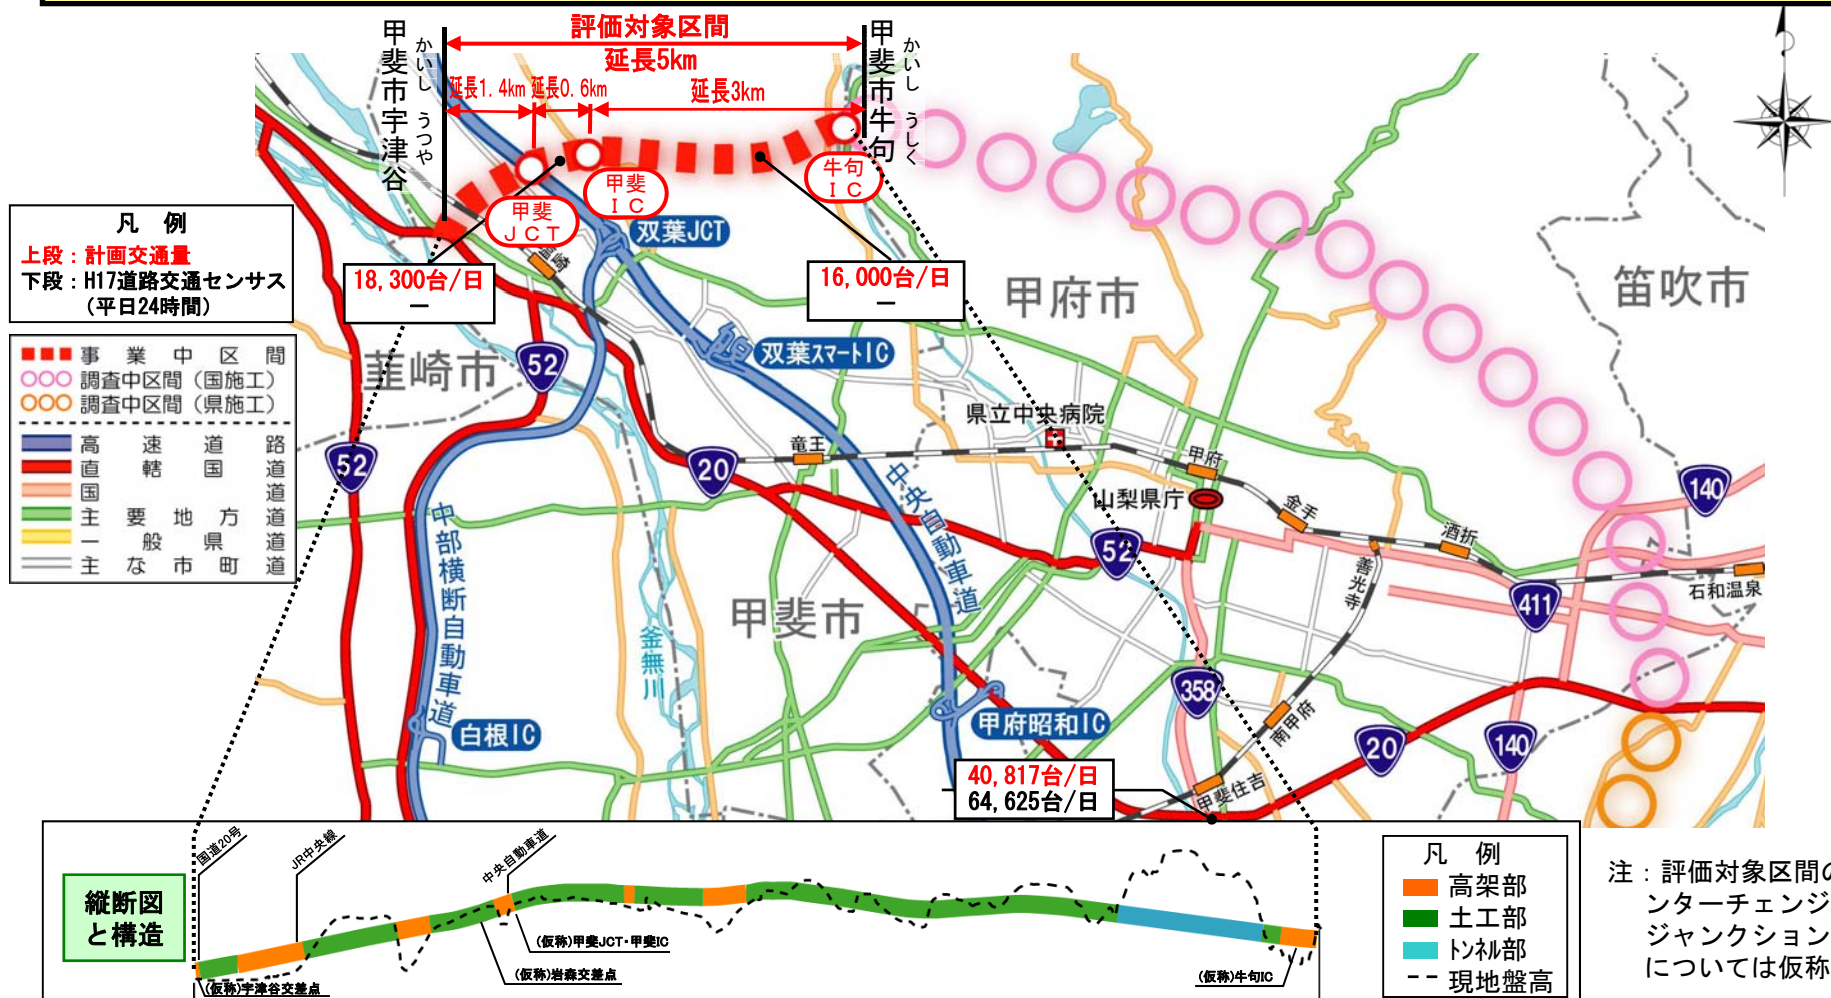 評価対象区間
延長5km
延長1.4km
延長0.6km
延長3km
甲斐市宇津谷
かいし うつや
甲斐市牛句
かいし うしく
甲斐
JCT
甲斐
IC
牛句
IC
双葉JCT
凡 例
上段：計画交通量
下段：H17道路交通センサス
(平日24時間)
18,300台/日
－
16,000台/日
－
甲府市
笛吹市
韮崎市
甲斐市
事業中区間
調査中区間（国施工）
調査中区間（県施工）
高速道路
直轄国道
国道
主要地方道
一般県道
主な市町道
52
52
20
52
140
411
358
20
140
双葉スマートIC
県立中央病院
竜王
甲府
山梨県庁
金手
酒折
善光寺
石和温泉
南甲府
甲斐住吉
中部横断自動車道
中央自動車道
釜無川
白根IC
甲府昭和IC
40,817台/日
64,625台/日
縦断図
と構造
国道20号
JR中央線
中央自動車道
(仮称)宇津谷交差点
(仮称)岩森交差点
(仮称)甲斐JCT・甲斐IC
(仮称)牛句IC
凡 例
高架部
土工部
トンネル部
現地盤高
注：評価対象区間の
ンターチェンジ
ジャンクション
については仮称